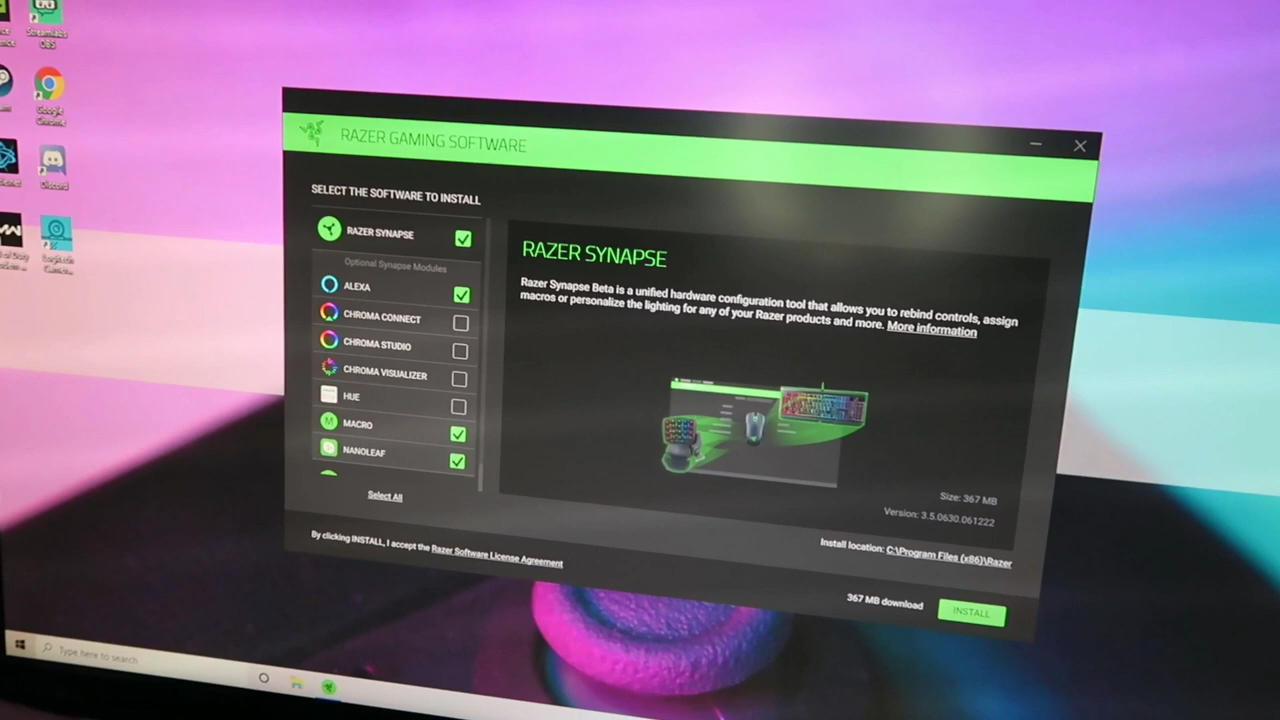 Streamlabs
OBS
Google
Chrome
Discord
Logitech
RAZER GAMING SOFTWARE
SELECT THE SOFTWARE TO INSTALL
RAZER SYNAPSE
Optional Synapse Modules
ALEXA
CHROMA CONNECT
CHROMA STUDIO
CHROMA VISUALIZER
HUE
M MACRO
NANOLEAF
Select All
RAZER SYNAPSE
Razer Synapse Beta is a unified hardware configuration tool that allows you to rebind controls, assign
macros or personalize the lighting for any of your Razer products and more. More information
Size: 367 MB
Version: 3.5.0630.061222
Install location: C:\Program Files (x86)\Razer
By clicking INSTALL, I accept the Razer Software License Agreement
367 MB download
INSTALL
Type here to search